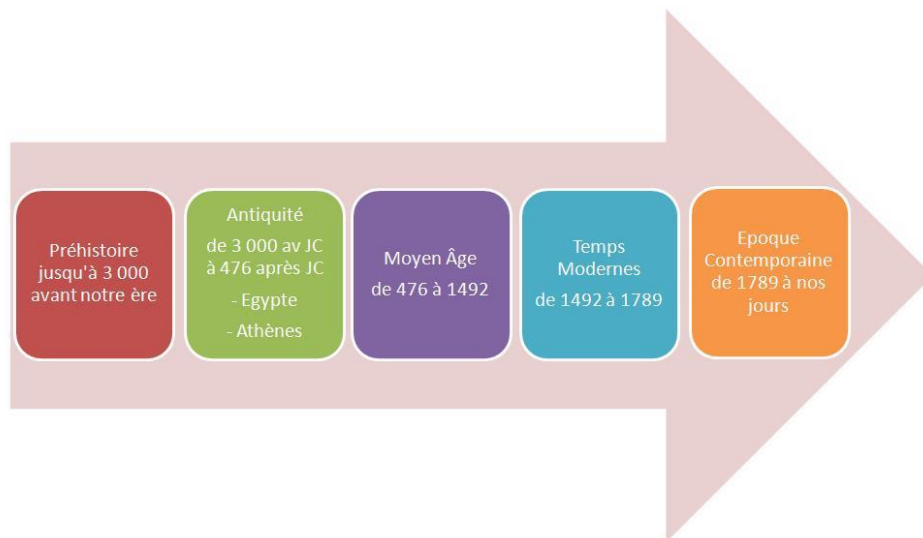 Préhistoire
jusqu'à 3 000
avant notre ère
Antiquité
de 3 000 av JC
à 476 après JC
- Egypte
- Athènes
Moyen Âge
de 476 à 1492
Temps
Modernes
de 1492 à 1789
Epoque
Contemporaine
de 1789 à nos
jours